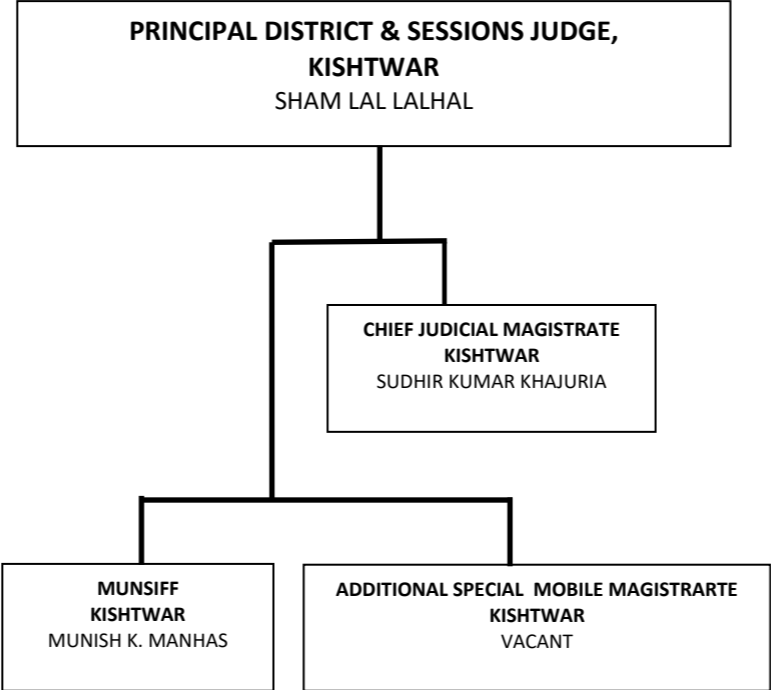 PRINCIPAL DISTRICT & SESSIONS JUDGE,
KISHTWAR
SHAM LAL LALHAL
CHIEF JUDICIAL MAGISTRATE
KISHTWAR
SUDHIR KUMAR KHAJURIA
MUNSIFF
KISHTWAR
MUNISH K. MANHAS
ADDITIONAL SPECIAL MOBILE MAGISTRARTE
KISHTWAR
VACANT